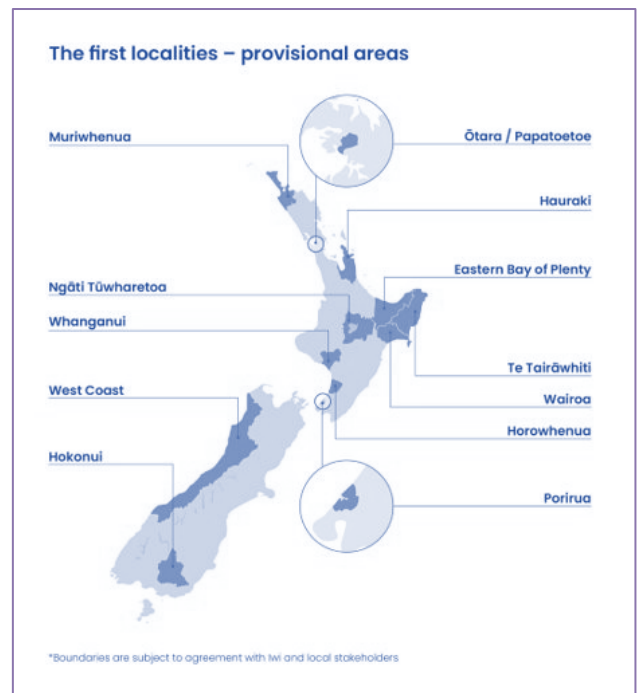 The first localities – provisional areas
Muriwhenua
Ōtara / Papatoetoe
Hauraki
Eastern Bay of Plenty
Ngāti Tūwharetoa
Whanganui
Te Tairāwhiti
West Coast
Wairoa
Horowhenua
Hokonui
Porirua
*Boundaries are subject to agreement with Iwi and local stakeholders